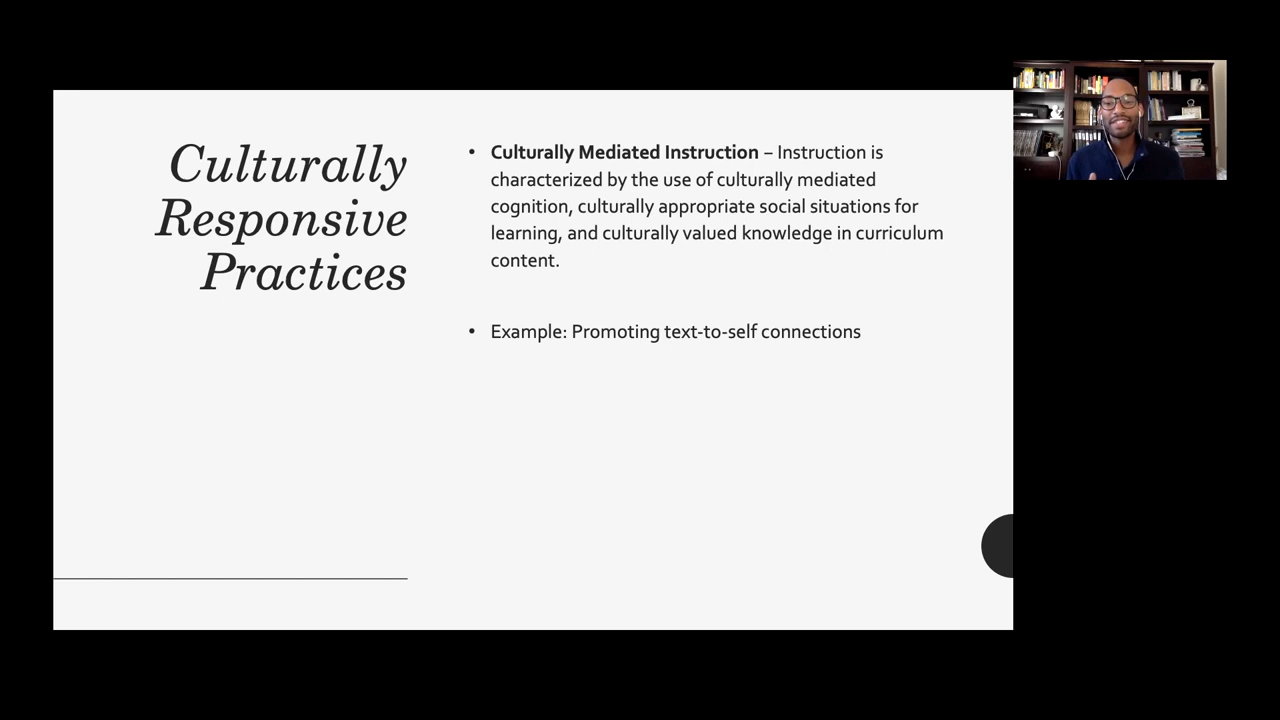 Culturally
Responsive
Practices
• Culturally Mediated Instruction – Instruction is
characterized by the use of culturally mediated
cognition, culturally appropriate social situations for
learning, and culturally valued knowledge in curriculum
content.
• Example: Promoting text-to-self connections